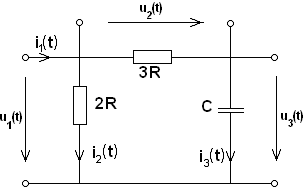 u₂(t)
i₁(t)
3R
2R
C
u₁(t)
u₃(t)
i₂(t)
i₃(t)